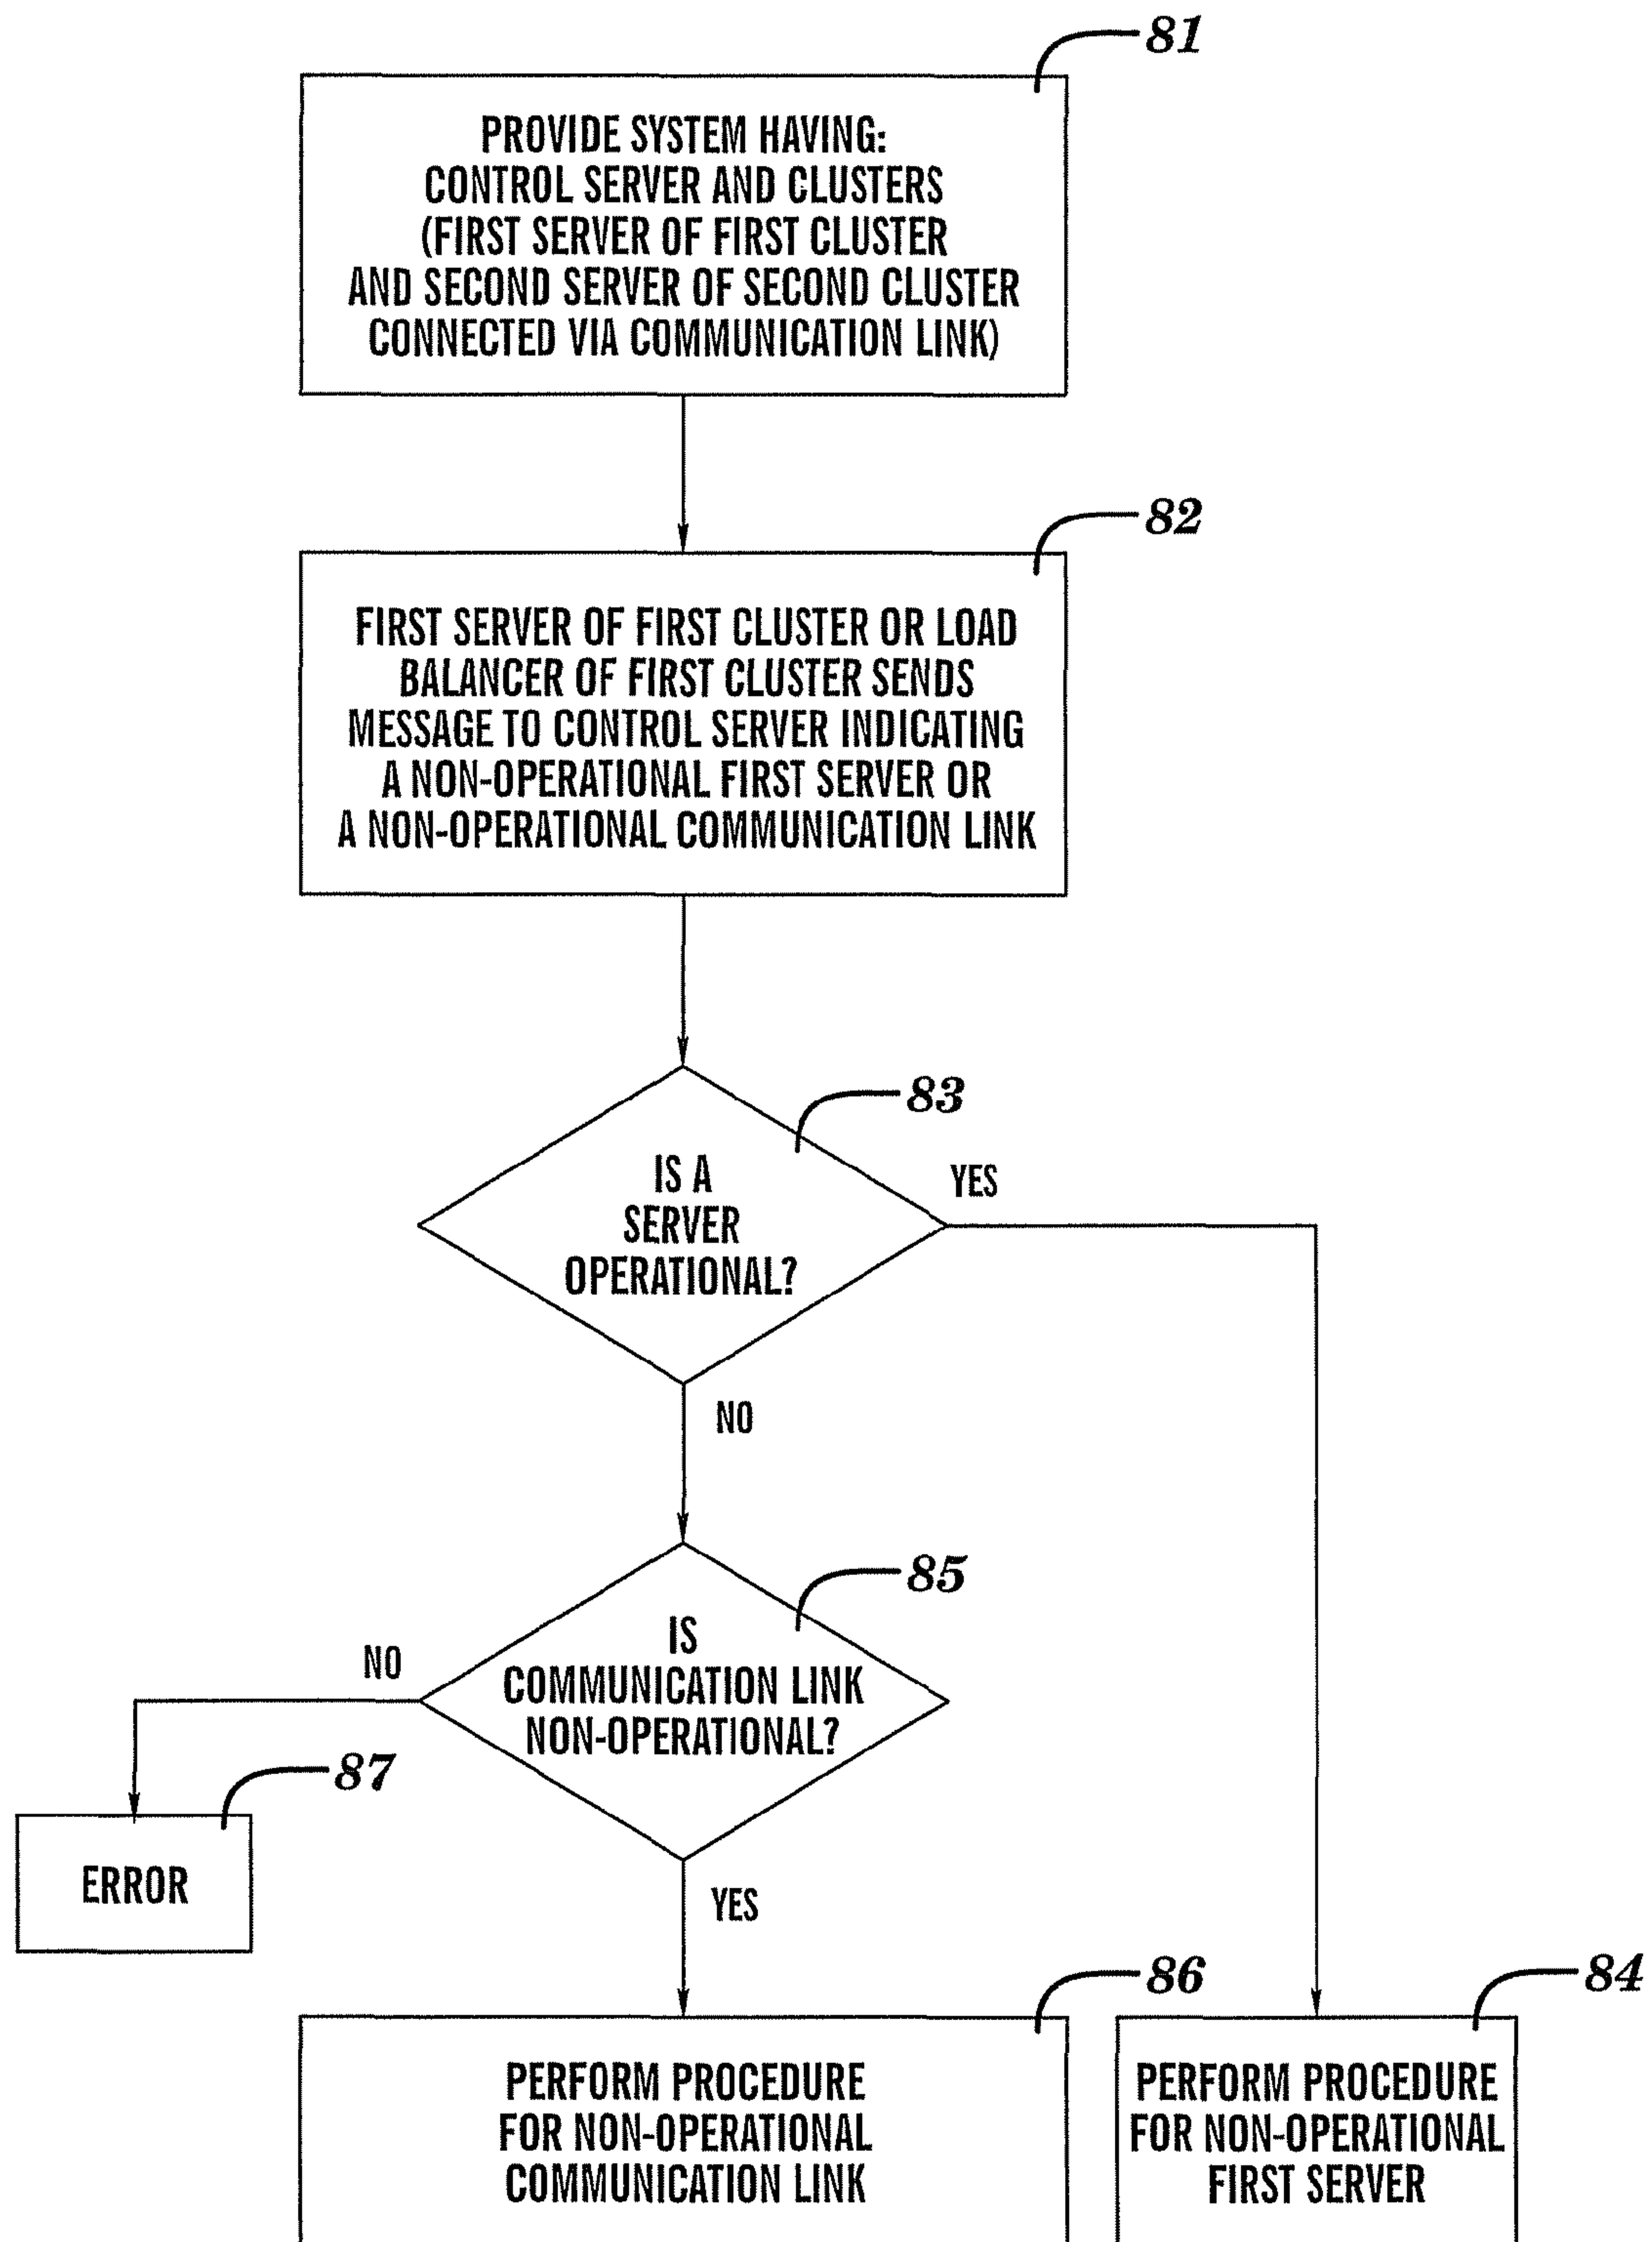 81
PROVIDE SYSTEM HAVING:
CONTROL SERVER AND CLUSTERS
(FIRST SERVER OF FIRST CLUSTER
AND SECOND SERVER OF SECOND CLUSTER
CONNECTED VIA COMMUNICATION LINK)
82
FIRST SERVER OF FIRST CLUSTER OR LOAD
BALANCER OF FIRST CLUSTER SENDS
MESSAGE TO CONTROL SERVER INDICATING
A NON-OPERATIONAL FIRST SERVER OR
A NON-OPERATIONAL COMMUNICATION LINK
83
IS A
SERVER
OPERATIONAL?
YES
NO
85
IS
COMMUNICATION LINK
NON-OPERATIONAL?
NO
87
ERROR
YES
86
PERFORM PROCEDURE
FOR NON-OPERATIONAL
COMMUNICATION LINK
84
PERFORM PROCEDURE
FOR NON-OPERATIONAL
FIRST SERVER